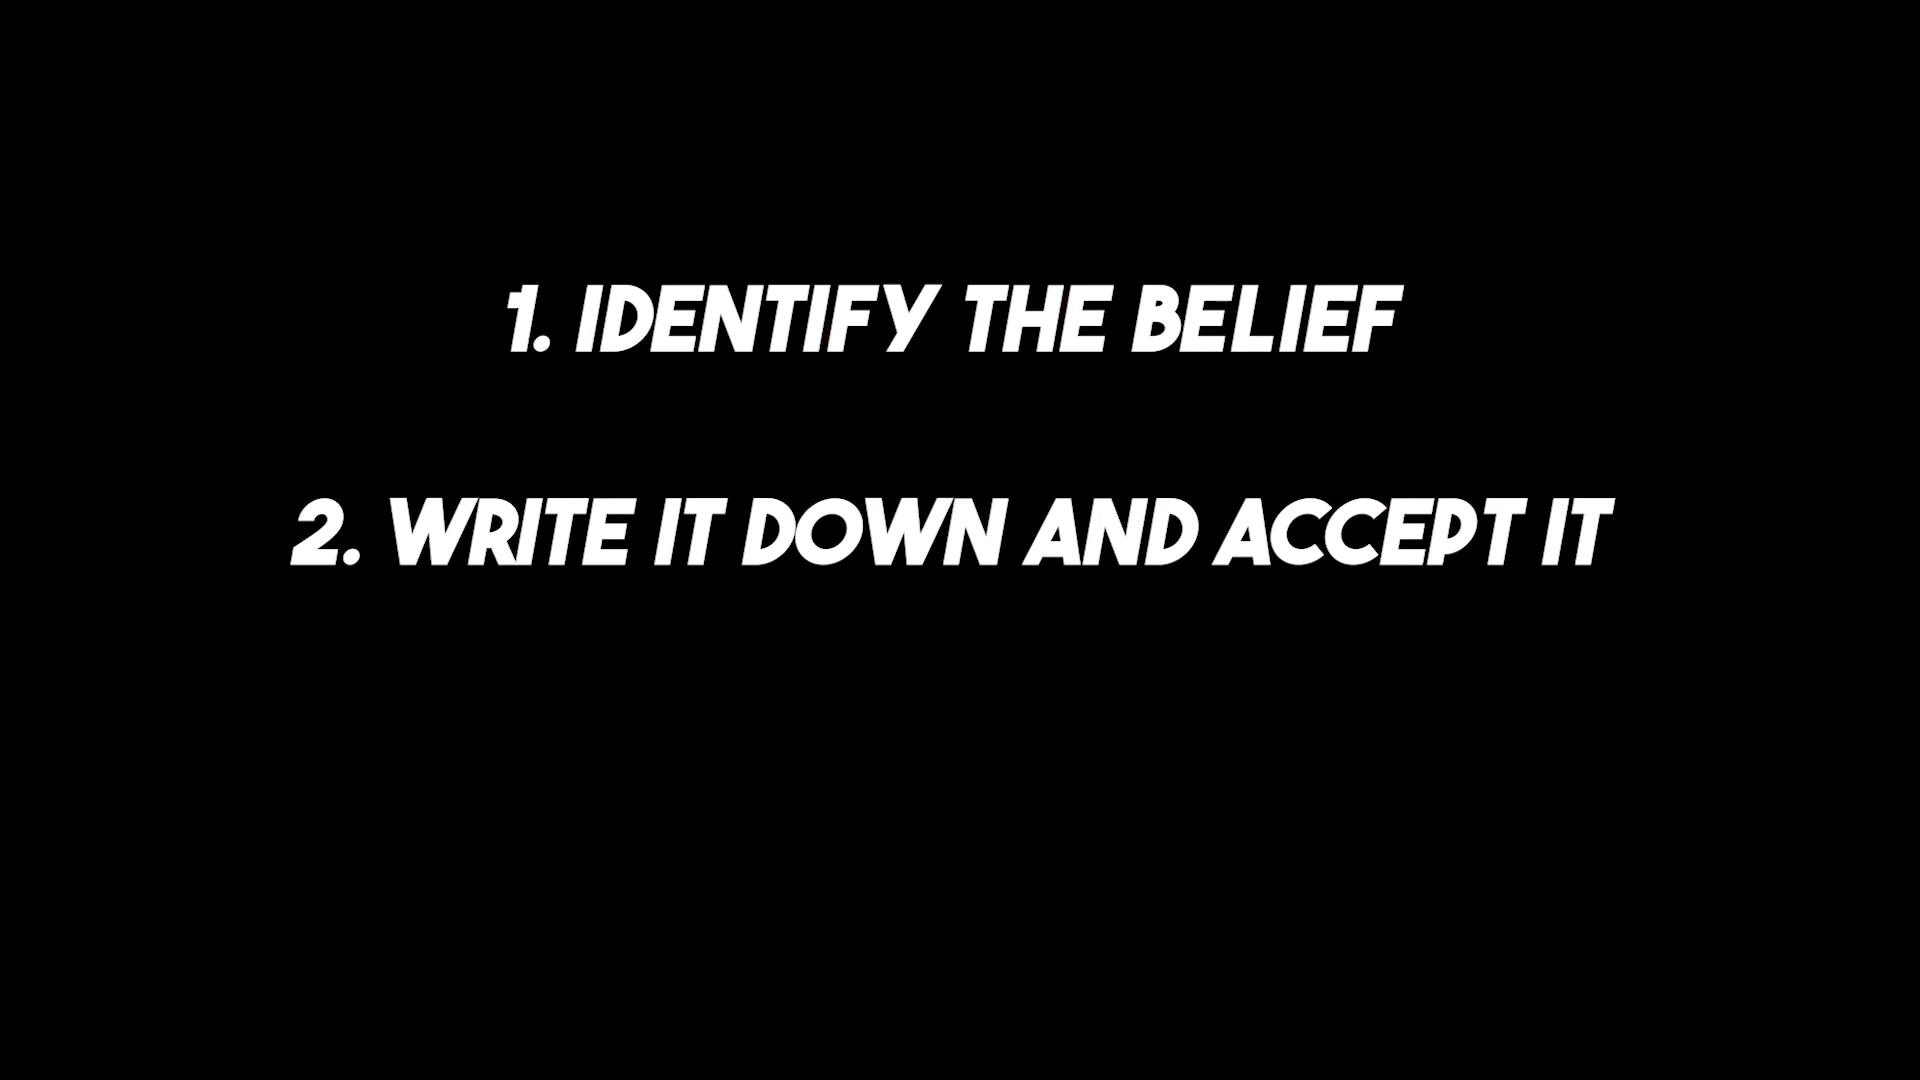 1. IDENTIFY THE BELIEF
2. WRITE IT DOWN AND ACCEPT IT